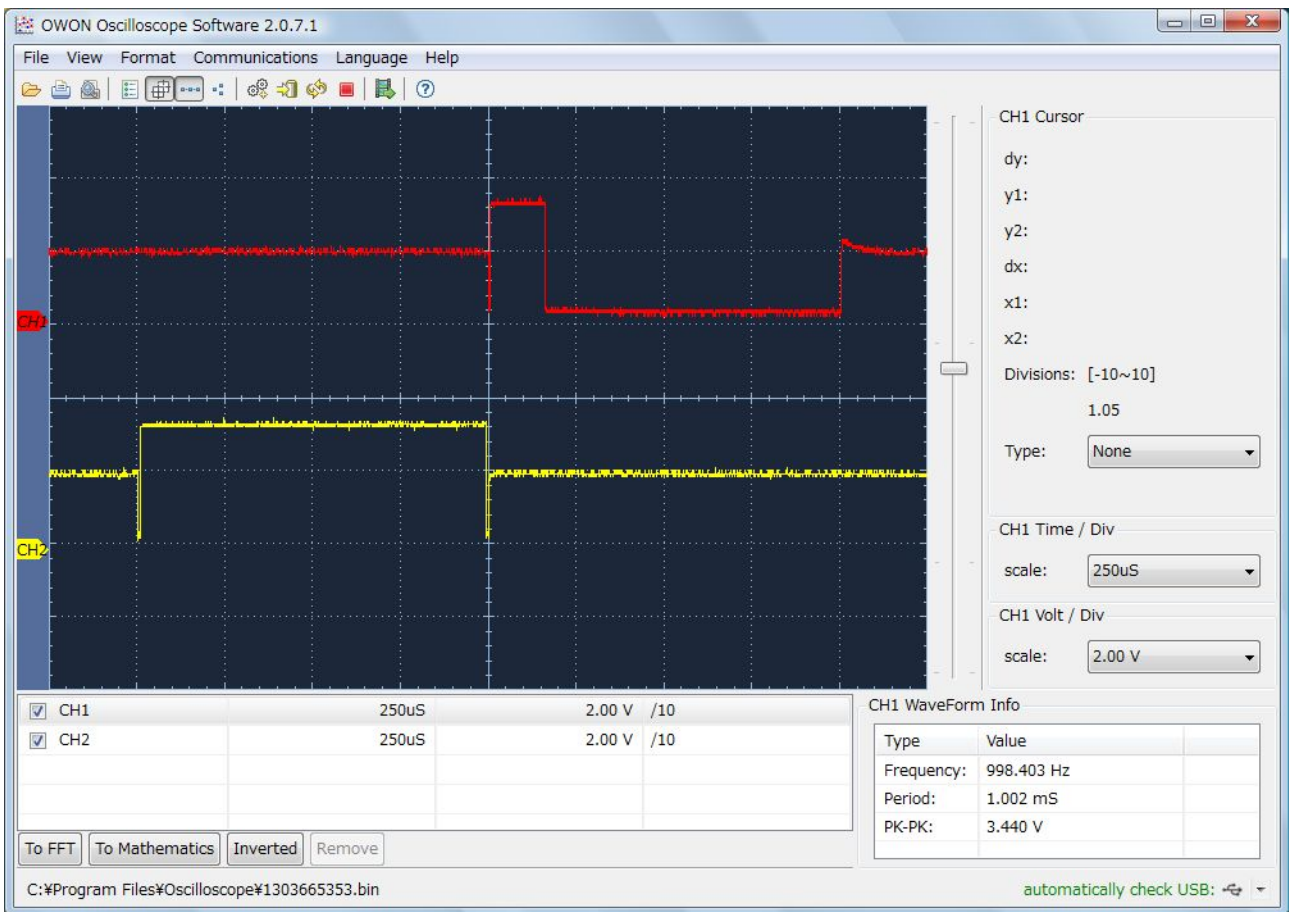 OWON Oscilloscope Software 2.0.7.1
File View Format Communications Language Help
CH1 Cursor
dy:
y1:
y2:
dx:
x1:
x2:
Divisions: [-10~10]
1.05
Type: None
CH1
CH2
CH1 Time / Div
scale: 250uS
CH1 Volt / Div
scale: 2.00 V
CH1 250uS 2.00 V /10
CH2 250uS 2.00 V /10
CH1 WaveForm Info
Type Value
Frequency: 998.403 Hz
Period: 1.002 mS
PK-PK: 3.440 V
To FFT To Mathematics Inverted Remove
C:¥Program Files¥Oscilloscope¥1303665353.bin
automatically check USB: